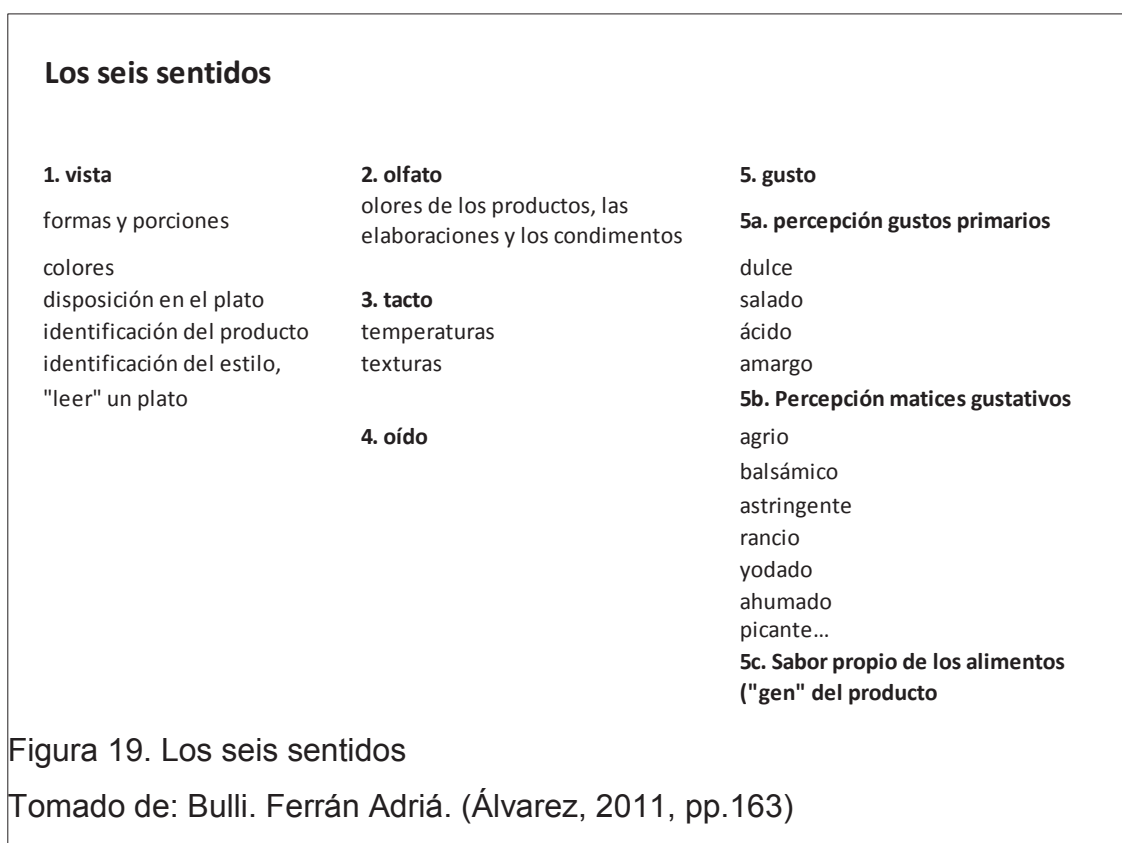 Los seis sentidos
1. vista
formas y porciones
colores
disposición en el plato
identificación del producto
identificación del estilo,
"leer" un plato
2. olfato
olores de los productos, las
elaboraciones y los condimentos
3. tacto
temperaturas
texturas
4. oído
5. gusto
5a. percepción gustos primarios
dulce
salado
ácido
amargo
5b. Percepción matices gustativos
agrio
balsámico
astringente
rancio
yodado
ahumado
picante...
5c. Sabor propio de los alimentos
("gen" del producto
Figura 19. Los seis sentidos
Tomado de: Bulli. Ferrán Adriá. (Álvarez, 2011, pp.163)